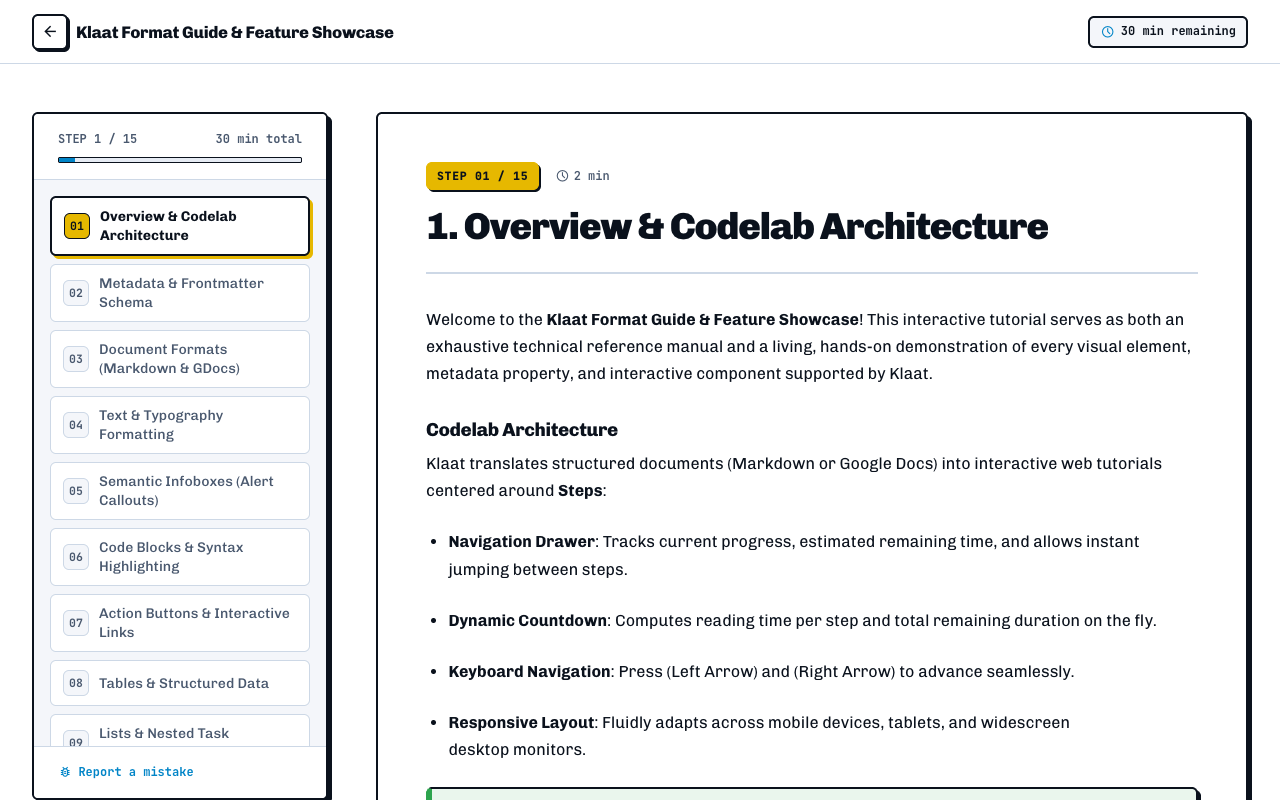 Klaat Format Guide & Feature Showcase
30 min remaining
STEP 1 / 15
30 min total
01
Overview & Codelab
Architecture
02
Metadata & Frontmatter
Schema
03
Document Formats
(Markdown & GDocs)
04
Text & Typography
Formatting
05
Semantic Infoboxes (Alert
Callouts)
06
Code Blocks & Syntax
Highlighting
07
Action Buttons & Interactive
Links
08
Tables & Structured Data
09
Lists & Nested Task
Report a mistake
STEP 01 / 15
2 min
1. Overview & Codelab Architecture
Welcome to the Klaat Format Guide & Feature Showcase! This interactive tutorial serves as both an
exhaustive technical reference manual and a living, hands-on demonstration of every visual element,
metadata property, and interactive component supported by Klaat.
Codelab Architecture
Klaat translates structured documents (Markdown or Google Docs) into interactive web tutorials
centered around Steps:
• Navigation Drawer: Tracks current progress, estimated remaining time, and allows instant
jumping between steps.
• Dynamic Countdown: Computes reading time per step and total remaining duration on the fly.
• Keyboard Navigation: Press (Left Arrow) and (Right Arrow) to advance seamlessly.
• Responsive Layout: Fluidly adapts across mobile devices, tablets, and widescreen
desktop monitors.